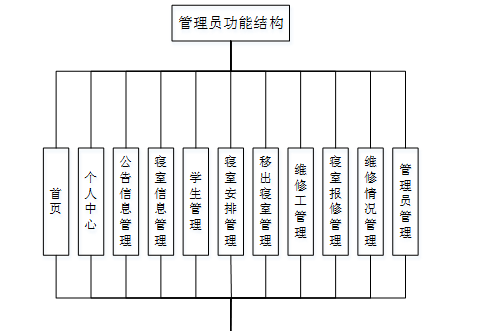 管理员功能结构
首页
个人中心
公告信息管理
寝室信息管理
学生管理
寝室安排管理
移出寝室管理
维修工管理
寝室报修管理
维修情况管理
管理员管理